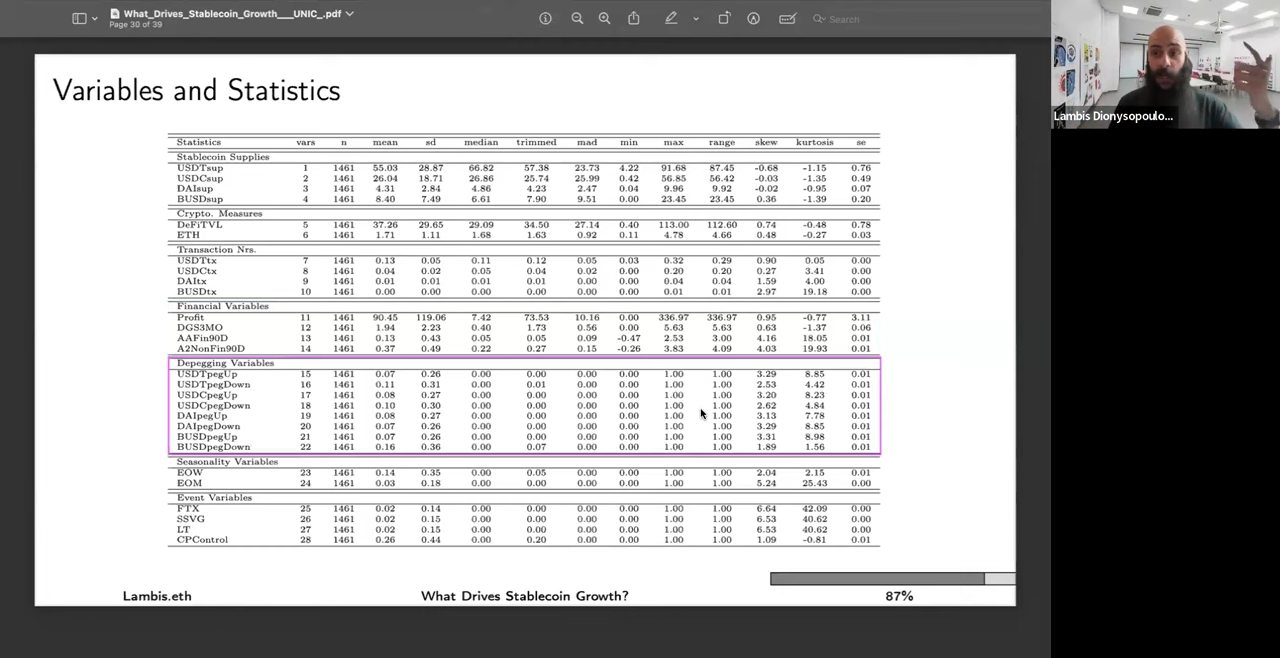 What_Drives_Stablecoin_Growth___UNIC_.pdf
Page 30 of 39
Search
Lambis Dionysopoulo...
Variables and Statistics
Statistics vars n mean sd median trimmed mad min max range skew kurtosis se
Stablecoin Supplies
USDTsup 1 1461 55.03 28.87 66.82 57.38 23.73 4.22 91.68 87.45 -0.68 -1.15 0.76
USDCsup 2 1461 26.04 18.71 26.86 25.74 25.99 0.42 56.85 56.42 -0.03 -1.35 0.49
DAIsup 3 1461 4.31 2.84 4.86 4.23 2.47 0.04 9.96 9.92 -0.02 -0.95 0.07
BUSDsup 4 1461 8.40 7.49 6.61 7.90 9.51 0.00 23.45 23.45 0.36 -1.39 0.20
Crypto. Measures
DeFiTVL 5 1461 37.26 29.65 29.09 34.50 27.14 0.40 113.00 112.60 0.74 -0.48 0.78
ETH 6 1461 1.71 1.11 1.68 1.63 0.92 0.11 4.78 4.66 0.48 -0.27 0.03
Transaction Nrs.
USDTtx 7 1461 0.13 0.05 0.11 0.12 0.05 0.03 0.32 0.29 0.90 0.05 0.00
USDCtx 8 1461 0.04 0.02 0.05 0.04 0.02 0.00 0.20 0.20 0.27 3.41 0.00
DAItx 9 1461 0.01 0.01 0.01 0.01 0.00 0.00 0.04 0.04 1.59 4.00 0.00
BUSDtx 10 1461 0.00 0.00 0.00 0.00 0.00 0.00 0.01 0.01 2.97 19.18 0.00
Financial Variables
Profit 11 1461 90.45 119.06 7.42 73.53 10.16 0.00 336.97 336.97 0.95 -0.77 3.11
DGS3MO 12 1461 1.94 2.23 0.40 1.73 0.56 0.00 5.63 5.63 0.63 -1.37 0.06
AAFin90D 13 1461 0.13 0.43 0.05 0.05 0.09 -0.47 2.53 3.00 4.16 18.05 0.01
A2NonFin90D 14 1461 0.37 0.49 0.22 0.27 0.15 -0.26 3.83 4.09 4.03 19.93 0.01
Depegging Variables
USDTpegUp 15 1461 0.07 0.26 0.00 0.00 0.00 0.00 1.00 1.00 3.29 8.85 0.01
USDTpegDown 16 1461 0.11 0.31 0.00 0.01 0.00 0.00 1.00 1.00 2.53 4.42 0.01
USDCpegUp 17 1461 0.08 0.27 0.00 0.00 0.00 0.00 1.00 1.00 3.20 8.23 0.01
USDCpegDown 18 1461 0.10 0.30 0.00 0.00 0.00 0.00 1.00 1.00 2.62 4.84 0.01
DAIpegUp 19 1461 0.08 0.27 0.00 0.00 0.00 0.00 1.00 1.00 3.13 7.78 0.01
DAIpegDown 20 1461 0.07 0.26 0.00 0.00 0.00 0.00 1.00 1.00 3.29 8.85 0.01
BUSDpegUp 21 1461 0.07 0.26 0.00 0.00 0.00 0.00 1.00 1.00 3.31 8.98 0.01
BUSDpegDown 22 1461 0.16 0.36 0.00 0.07 0.00 0.00 1.00 1.00 1.89 1.56 0.01
Seasonality Variables
EOW 23 1461 0.14 0.35 0.00 0.05 0.00 0.00 1.00 1.00 2.04 2.15 0.01
EOM 24 1461 0.03 0.18 0.00 0.00 0.00 0.00 1.00 1.00 5.24 25.43 0.00
Event Variables
FTX 25 1461 0.02 0.14 0.00 0.00 0.00 0.00 1.00 1.00 6.64 42.09 0.00
SSVG 26 1461 0.02 0.15 0.00 0.00 0.00 0.00 1.00 1.00 6.53 40.62 0.00
LT 27 1461 0.02 0.15 0.00 0.00 0.00 0.00 1.00 1.00 6.53 40.62 0.00
CPControl 28 1461 0.26 0.44 0.00 0.20 0.00 0.00 1.00 1.00 1.09 -0.81 0.01
Lambis.eth What Drives Stablecoin Growth? 87%